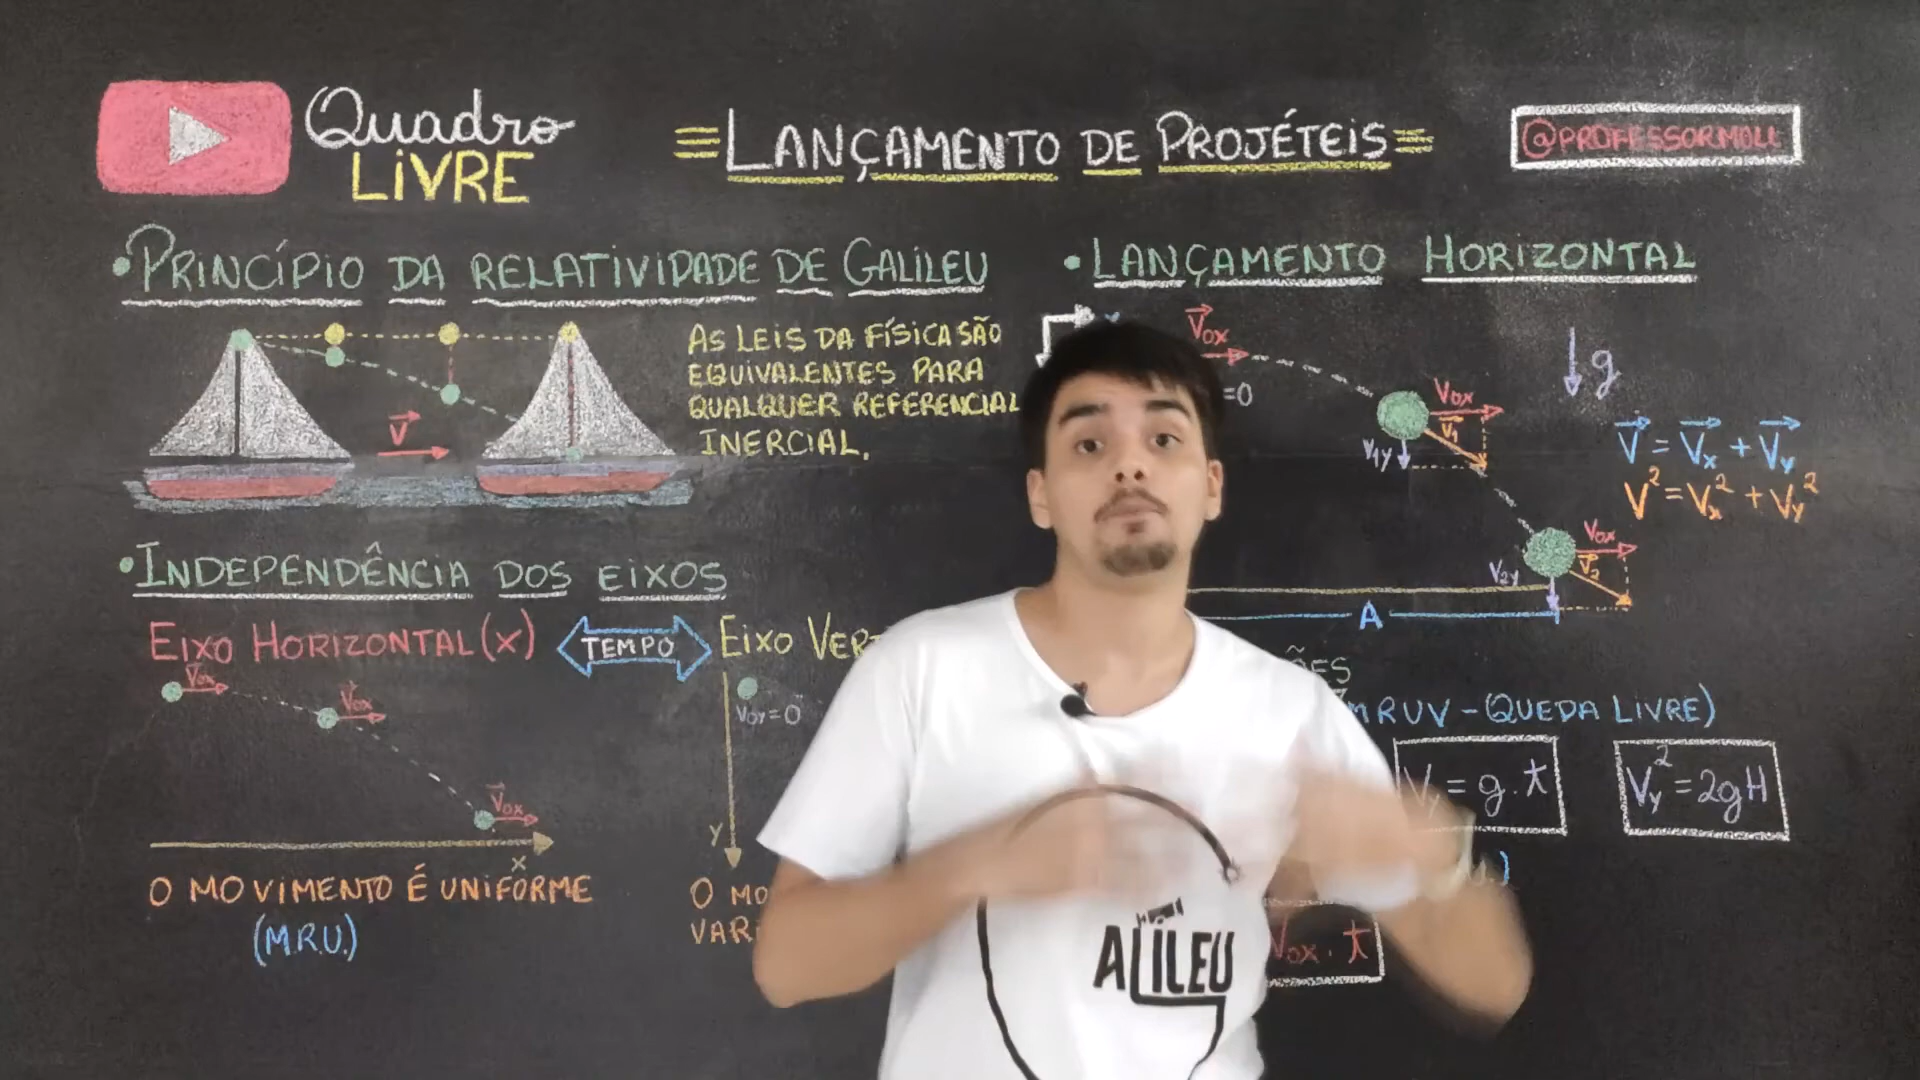 Quadro
LiVRE
=LANÇAMENTO DE PROJÉTEIS=
@PROFESSORMOLL
•PRINCÍPIO DA RELATIVIDADE DE GALILEU
AS LEIS DA FÍSICA SÃO
EQUIVALENTES PARA
QUALQUER REFERENCIAL
INERCIAL.
V
•INDEPENDÊNCIA DOS EIXOS
EIXO HORIZONTAL (X)
TEMPO
EIXO VER
Vox
Vox
Vox
X
O MOVIMENTO É UNIFORME
(M.R.U.)
Voy=0
Y
O MO
VAR
•LANÇAMENTO HORIZONTAL
Vox
=0
g
Vox
V1
V1y
V = Vx + Vy
V² = Vx² + Vy²
Vox
V2
V2y
A
ÕES
MRUV - (QUEDA LIVRE)
Vy = g.t
Vy² = 2gH
Vox.t
ALILEU